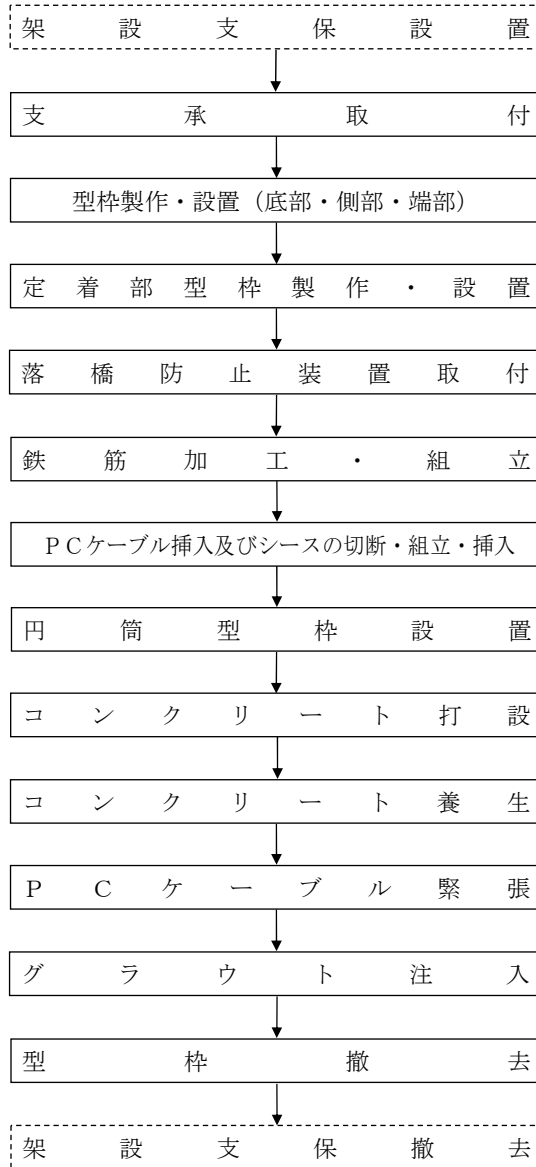 架設支保設置
支承取付
型枠製作・設置（底部・側部・端部）
定着部型枠製作・設置
落橋防止装置取付
鉄筋加工・組立
ＰＣケーブル挿入及びシースの切断・組立・挿入
円筒型枠設置
コンクリート打設
コンクリート養生
ＰＣケーブル緊張
グラウト注入
型枠撤去
架設支保撤去